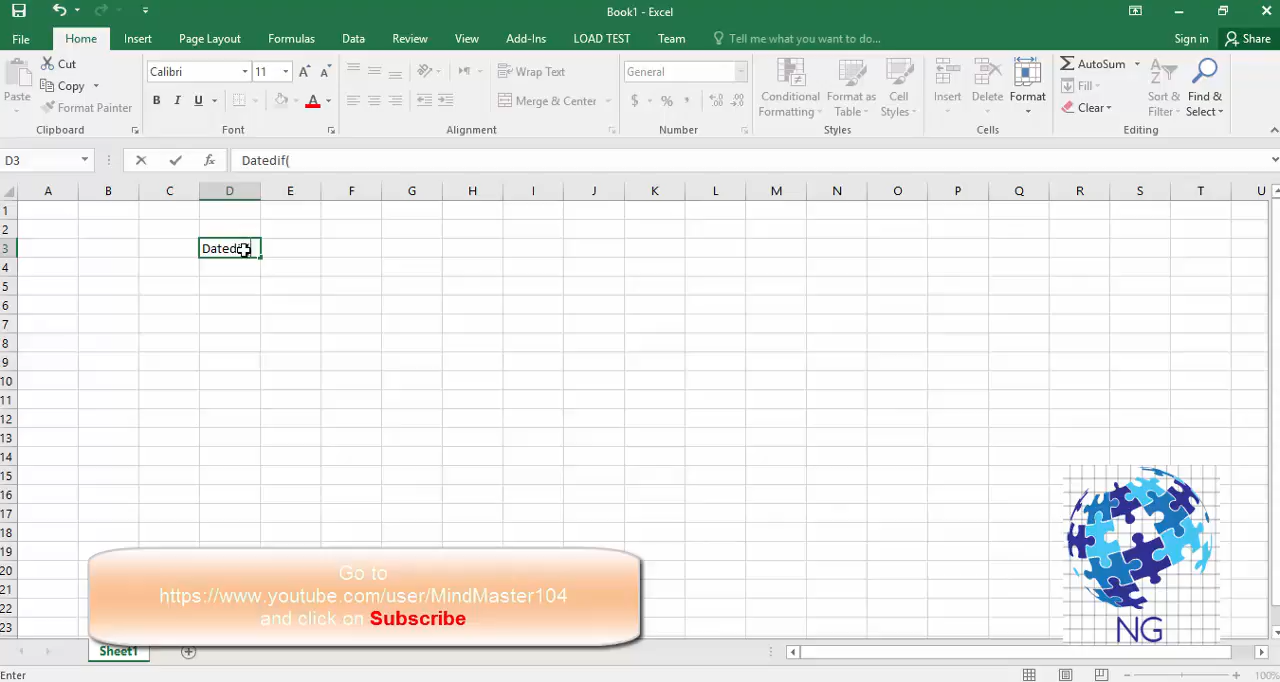 Book1 - Excel
File Home Insert Page Layout Formulas Data Review View Add-Ins LOAD TEST Team Tell me what you want to do... Sign in Share
Paste
Cut
Copy
Format Painter
Clipboard
Calibri 11
B I U A
Font
Wrap Text
Merge & Center
Alignment
General
$ % ,
Number
Conditional Formatting
Format as Table
Cell Styles
Styles
Insert
Delete
Format
Cells
AutoSum
Fill
Clear
Sort & Filter
Find & Select
Editing
D3 fx Datedif(
A B C D E F G H I J K L M N O P Q R S T U
1
2
3
4
5
6
7
8
9
10
11
12
13
14
15
16
17
18
19
20
21
22
23
Go to
https://www.youtube.com/user/MindMaster104
and click on Subscribe
NG
Sheet1
Enter
100%